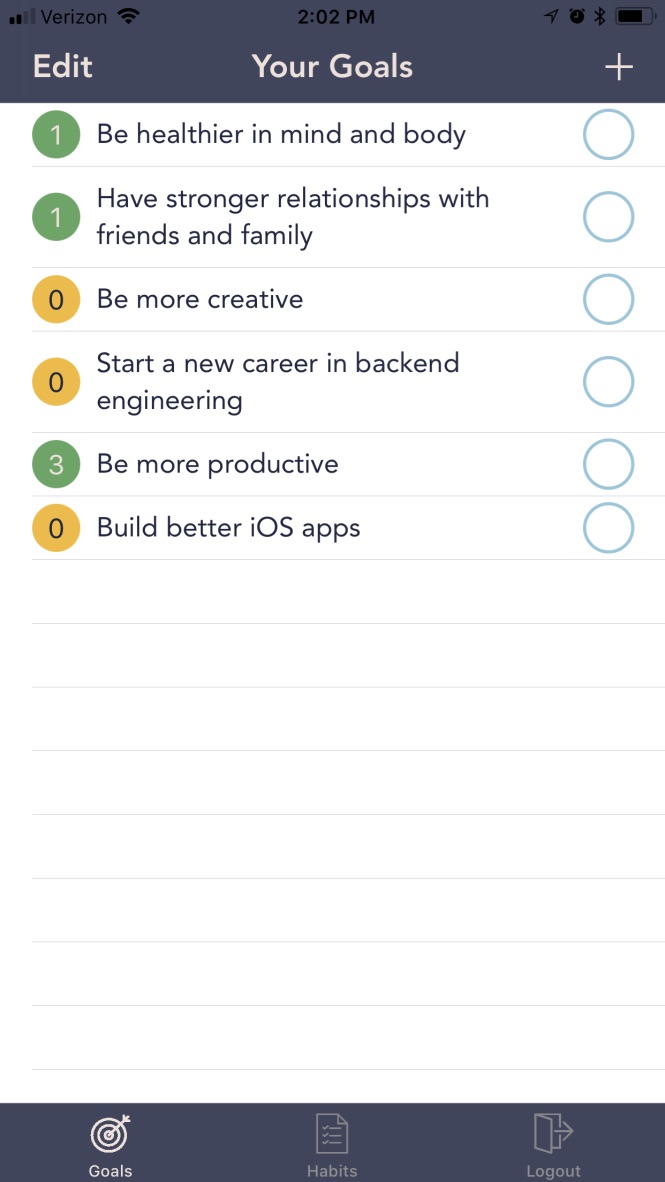 Verizon 2:02 PM
Edit Your Goals +
1 Be healthier in mind and body
1 Have stronger relationships with
friends and family
0 Be more creative
0 Start a new career in backend
engineering
3 Be more productive
0 Build better iOS apps
Goals Habits Logout